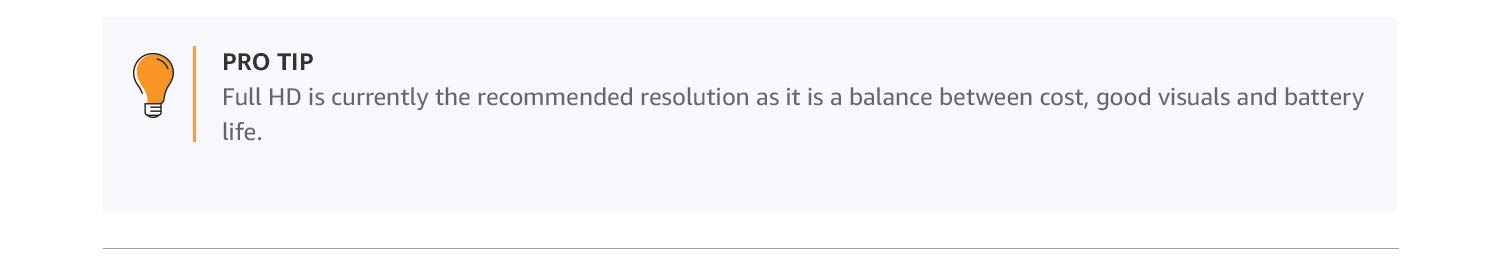 PRO TIP
Full HD is currently the recommended resolution as it is a balance between cost, good visuals and battery
life.